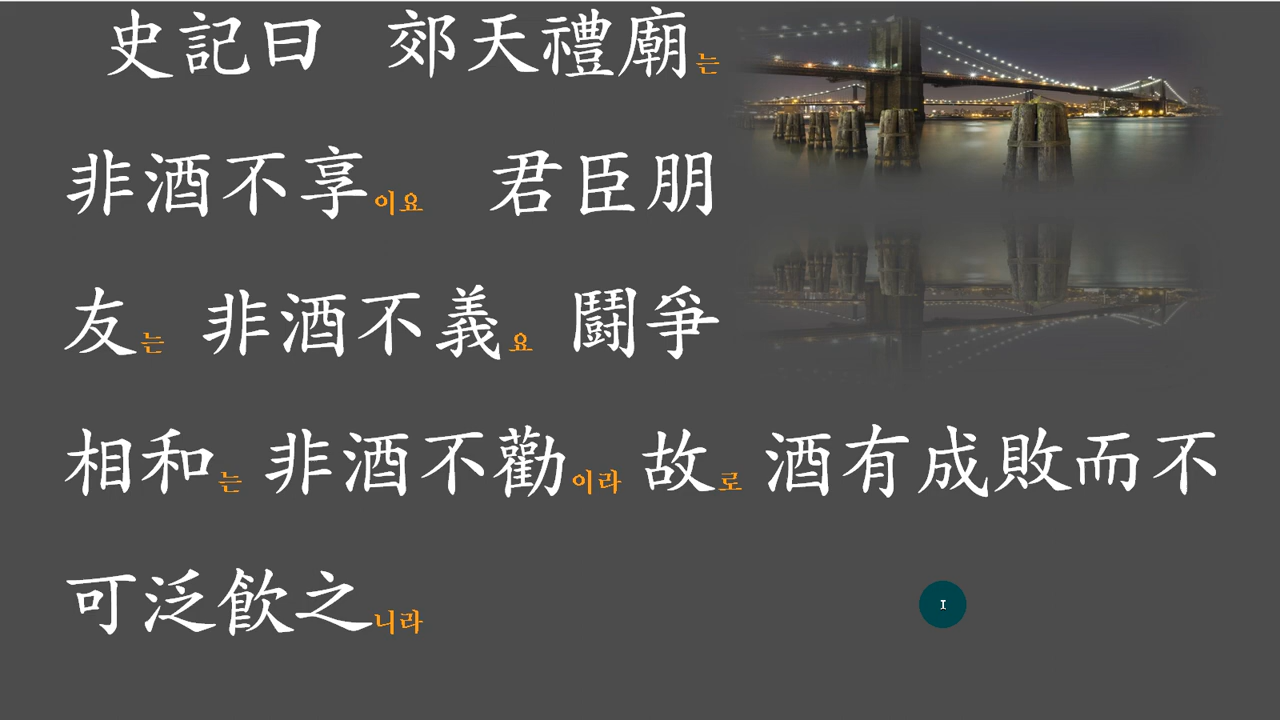 史記曰 郊天禮廟는
非酒不享이요 君臣朋
友는 非酒不義요 鬪爭
相和는 非酒不勸이라 故로 酒有成敗而不
可泛飮之니라